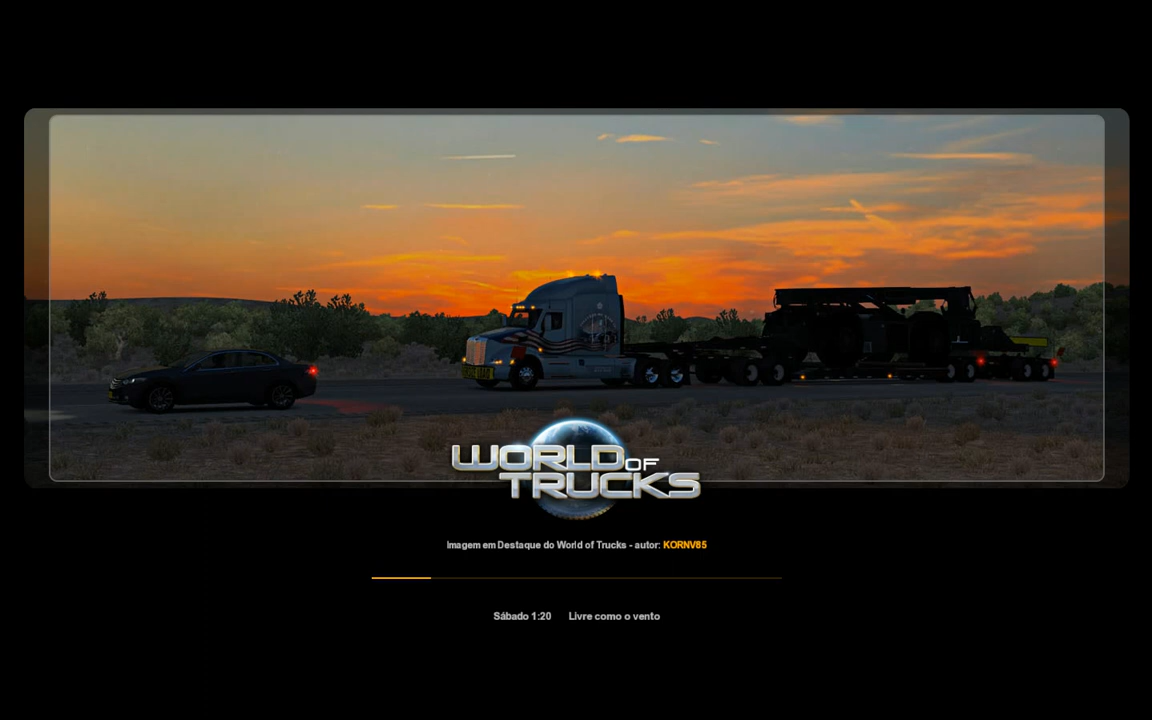 WORLD OF
TRUCKS
Imagem em Destaque do World of Trucks - autor: KORNV85
Sábado 1:20 Livre como o vento